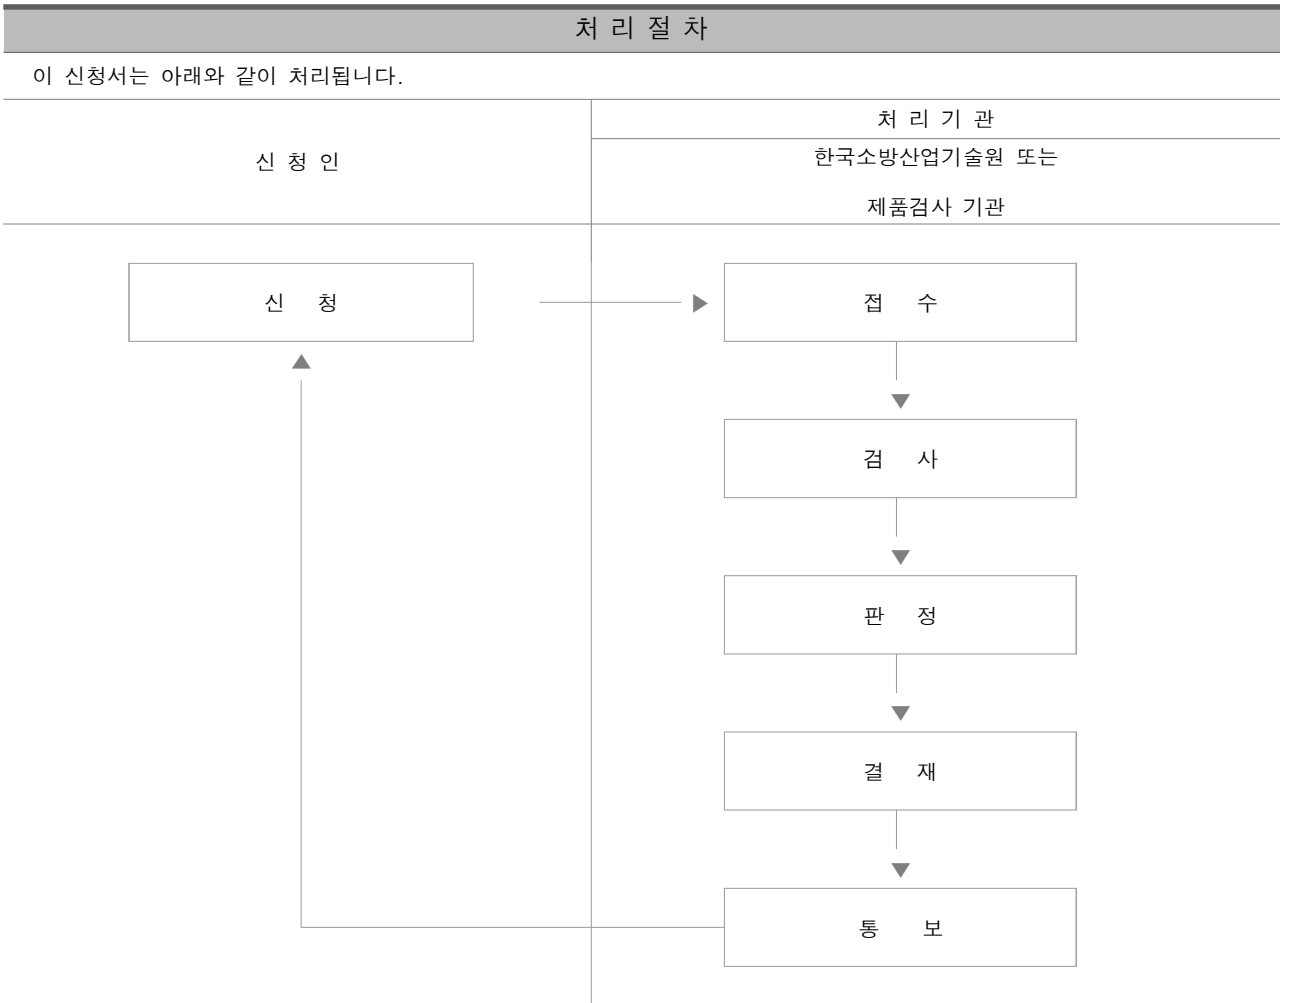 처 리 절 차
이 신청서는 아래와 같이 처리됩니다.
신 청 인
처 리 기 관
한국소방산업기술원 또는
제품검사 기관
신 청
접 수
검 사
판 정
결 재
통 보